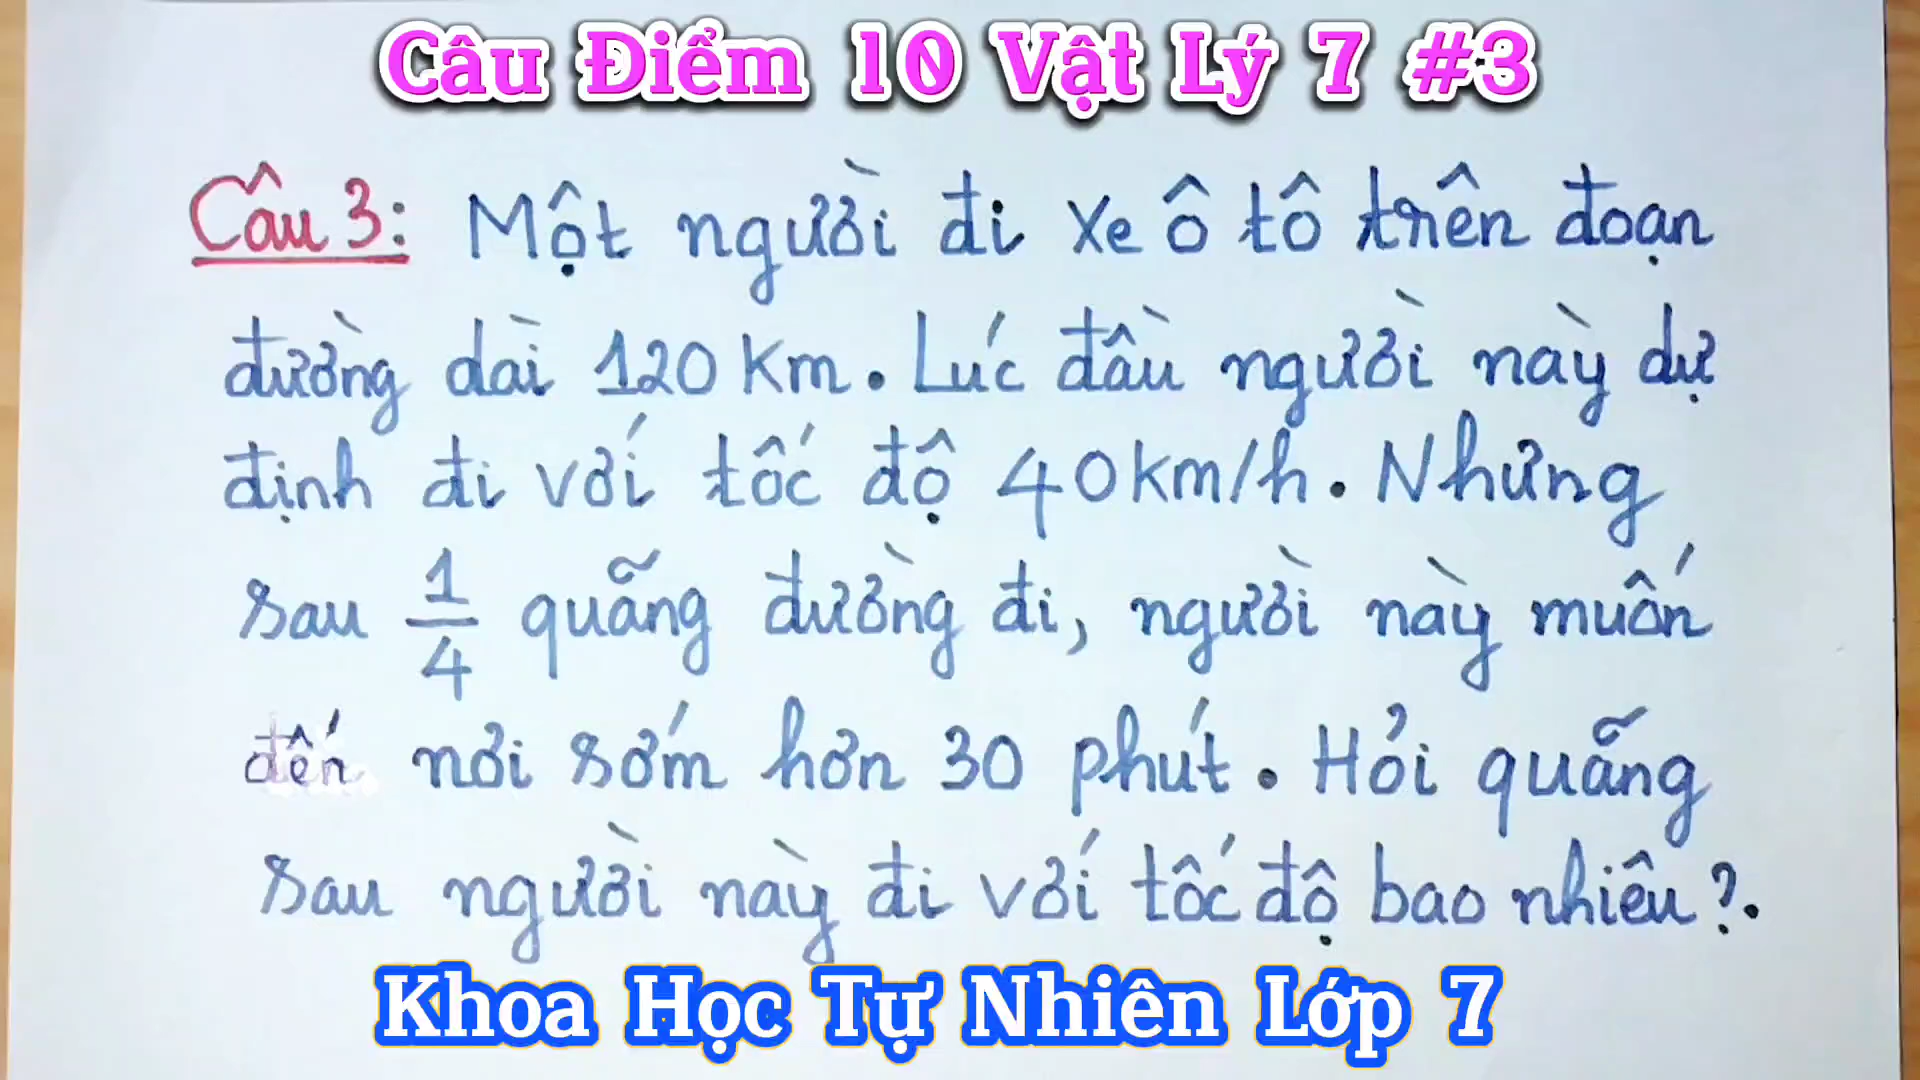 Câu Điểm 10 Vật Lý 7 #3
Câu 3: Một người đi xe ô tô trên đoạn
đường dài 120 km. Lúc đầu người này dự
định đi với tốc độ 40km/h. Nhưng
sau 1/4 quãng đường đi, người này muốn
đến nơi sớm hơn 30 phút. Hỏi quãng
sau người này đi với tốc độ bao nhiêu?.
Khoa Học Tự Nhiên Lớp 7